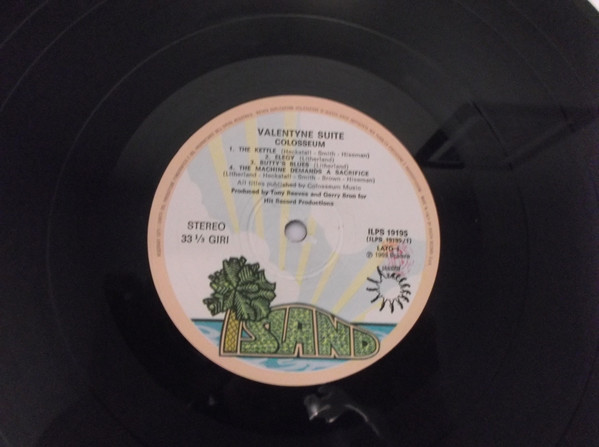 VALENTYNE SUITE
COLOSSEUM
1. THE KETTLE (Heckstall - Smith - Hiseman)
2. ELEGY (Litherland)
3. BUTTY'S BLUES (Litherland)
4. THE MACHINE DEMANDS A SACRIFICE
(Litherland - Heckstall - Smith - Brown - Hiseman)
All titles published by Colosseum Music
Produced by Tony Reeves and Gerry Bron for
Hit Record Productions
STEREO
33 1/3 GIRI
ILPS 19195
(ILPS 19195/1)
LATO 1
ISLAND